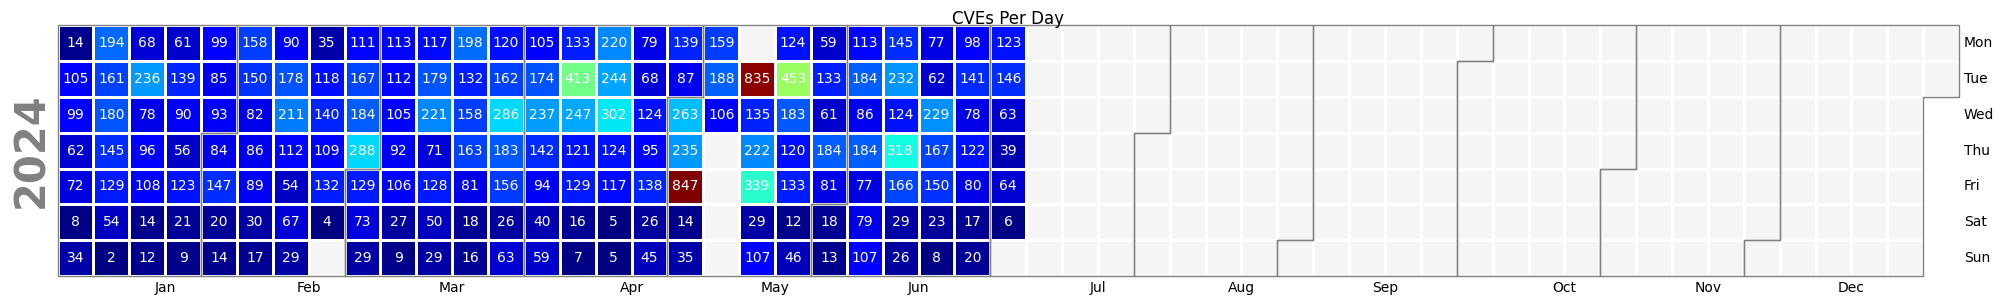 CVEs Per Day
2024
14 194 68 61 99 158 90 35 111 113 117 198 120 105 133 220 79 139 159 124 59 113 145 77 98 123 Mon
105 161 236 139 85 150 178 118 167 112 179 132 162 174 413 244 68 87 188 835 453 133 184 232 62 141 146 Tue
99 180 78 90 93 82 211 140 184 105 221 158 286 237 247 302 124 263 106 135 183 61 86 124 229 78 63 Wed
62 145 96 56 84 86 112 109 288 92 71 163 183 142 121 124 95 235 222 120 184 184 318 167 122 39 Thu
72 129 108 123 147 89 54 132 129 106 128 81 156 94 129 117 138 847 339 133 81 77 166 150 80 64 Fri
8 54 14 21 20 30 67 4 73 27 50 18 26 40 16 5 26 14 29 12 18 79 29 23 17 6 Sat
34 2 12 9 14 17 29 29 9 29 16 63 59 7 5 45 35 107 46 13 107 26 8 20 Sun
Jan Feb Mar Apr May Jun Jul Aug Sep Oct Nov Dec